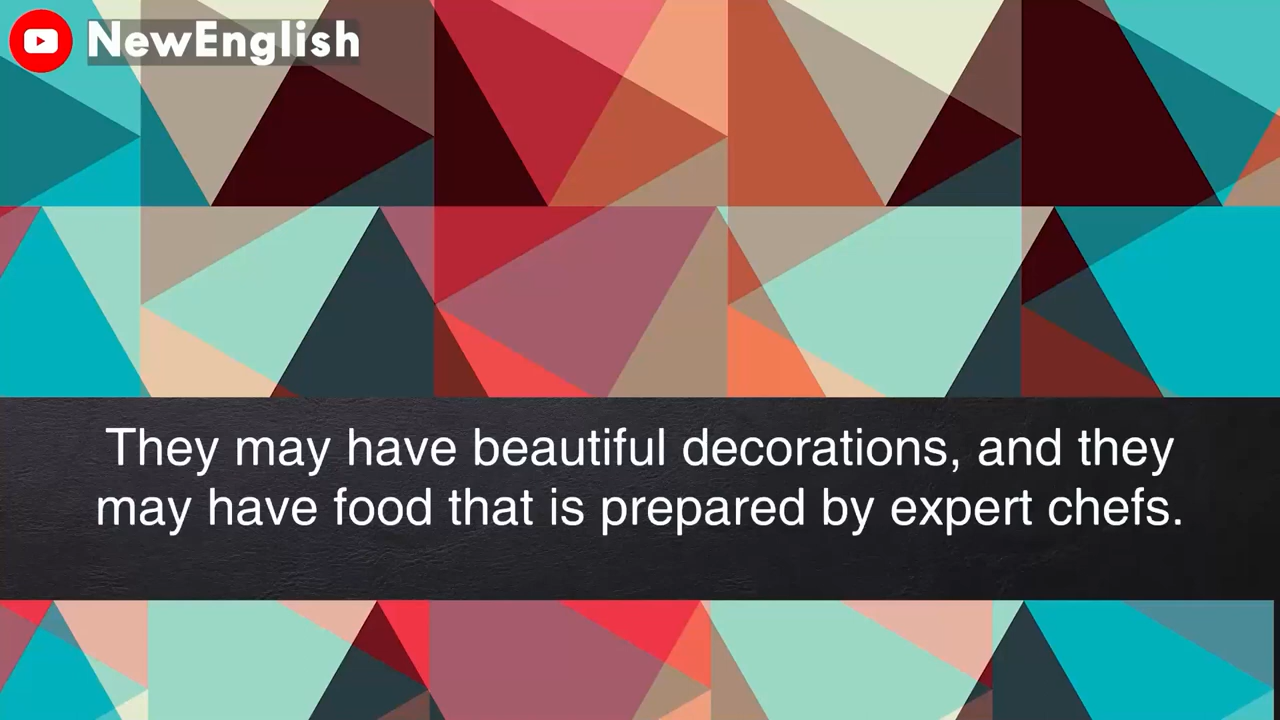 NewEnglish
They may have beautiful decorations, and they
may have food that is prepared by expert chefs.